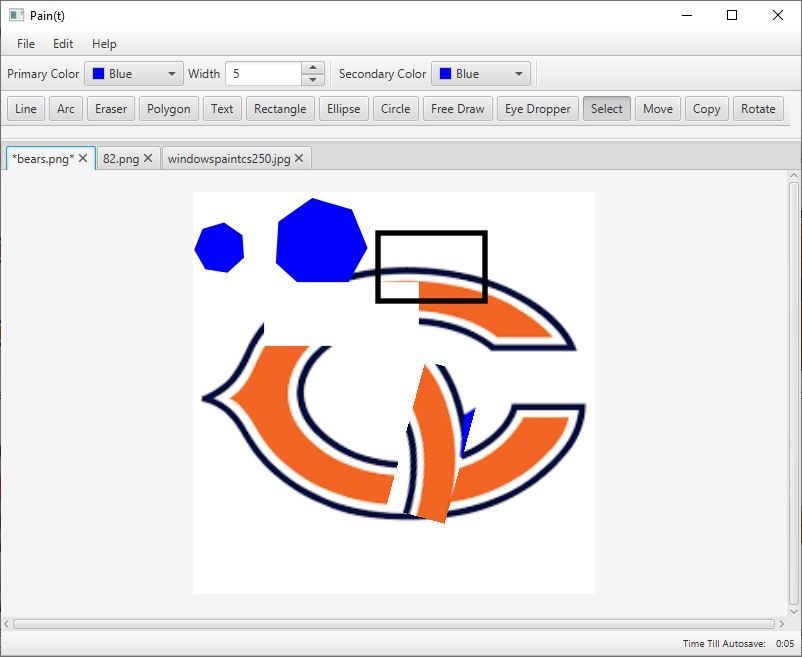 Pain(t)
File Edit Help
Primary Color Blue Width 5 Secondary Color Blue
Line Arc Eraser Polygon Text Rectangle Ellipse Circle Free Draw Eye Dropper Select Move Copy Rotate
*bears.png* 82.png windowspaintcs250.jpg
Time Till Autosave: 0:05